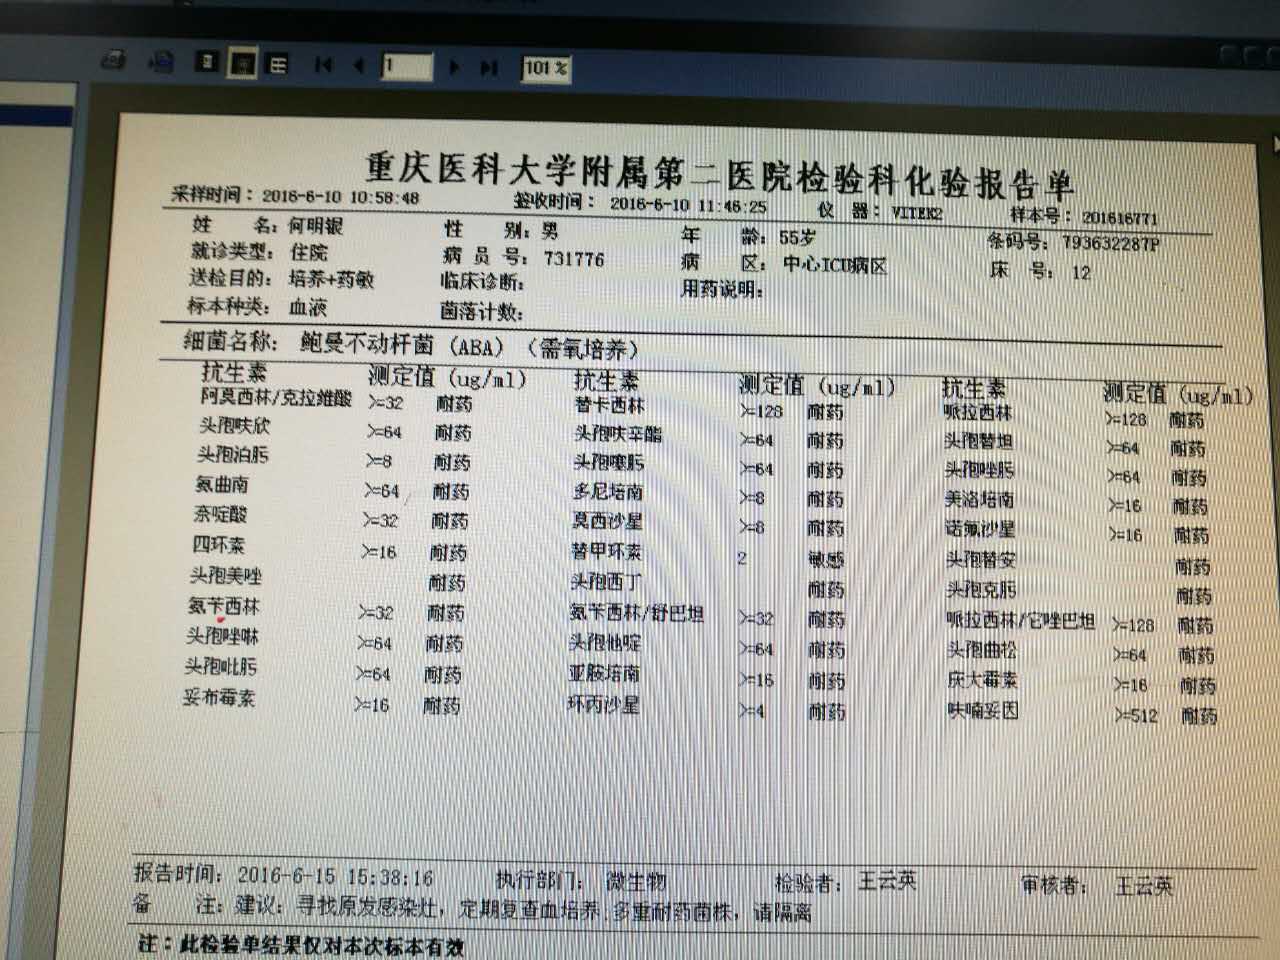 1 101 %
重庆医科大学附属第二医院检验科化验报告单
采样时间：2016-6-10 10:58:48 签收时间：2016-6-10 11:46:25 仪 器：VITEK2 样本号：201616771
姓 名：何明银 性 别：男 年 龄：55岁 条码号：793632287P
就诊类型：住院 病 员 号：731776 病 区：中心ICU病区 床 号：12
送检目的：培养+药敏 临床诊断： 用药说明：
标本种类：血液 菌落计数：
细菌名称： 鲍曼不动杆菌（ABA）（需氧培养）
抗生素 测定值（ug/ml） 抗生素 测定值（ug/ml） 抗生素 测定值（ug/ml）
阿莫西林/克拉维酸 >=32 耐药 替卡西林 >=128 耐药 哌拉西林 >=128 耐药
头孢呋欣 >=64 耐药 头孢呋辛酯 >=64 耐药 头孢替坦 >=64 耐药
头孢泊肟 >=8 耐药 头孢噻肟 >=64 耐药 头孢唑肟 >=64 耐药
氨曲南 >=64 耐药 多尼培南 >=8 耐药 美洛培南 >=16 耐药
奈啶酸 >=32 耐药 莫西沙星 >=8 耐药 诺氟沙星 >=16 耐药
四环素 >=16 耐药 替甲环素 2 敏感 头孢替安 耐药
头孢美唑 耐药 头孢西丁 耐药 头孢克肟 耐药
氨苄西林 >=32 耐药 氨苄西林/舒巴坦 >=32 耐药 哌拉西林/它唑巴坦 >=128 耐药
头孢唑啉 >=64 耐药 头孢他啶 >=64 耐药 头孢曲松 >=64 耐药
头孢吡肟 >=64 耐药 亚胺培南 >=16 耐药 庆大霉素 >=16 耐药
妥布霉素 >=16 耐药 环丙沙星 >=4 耐药 呋喃妥因 >=512 耐药
报告时间：2016-6-15 15:38:16 执行部门：微生物 检验者：王云英 审核者：王云英
备 注：建议：寻找原发感染灶，定期复查血培养;多重耐药菌株，请隔离
注：此检验单结果仅对本次标本有效